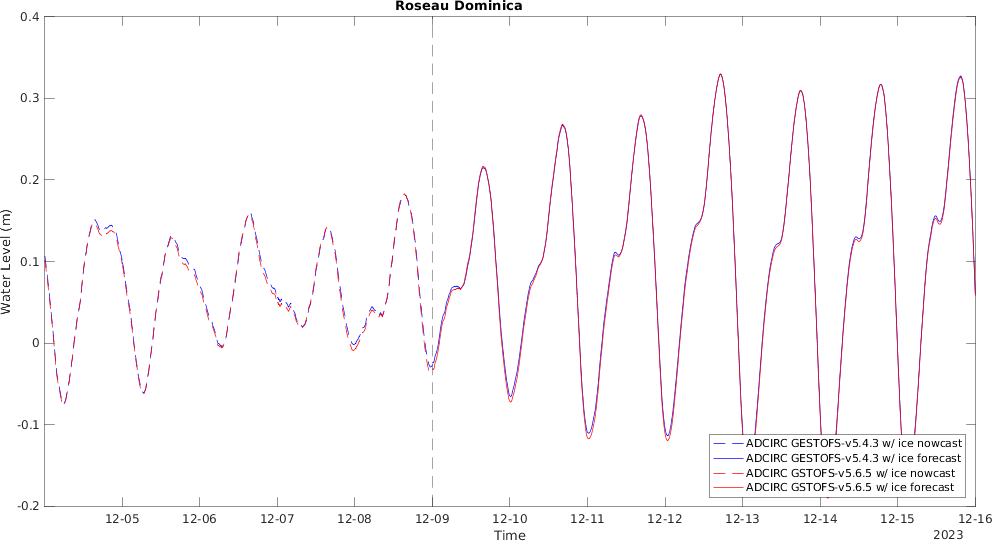 Roseau Dominica
0.4
0.3
0.2
0.1
0
-0.1
-0.2
Water Level (m)
ADCIRC GESTOFS-v5.4.3 w/ ice nowcast
ADCIRC GESTOFS-v5.4.3 w/ ice forecast
ADCIRC GSTOFS-v5.6.5 w/ ice nowcast
ADCIRC GSTOFS-v5.6.5 w/ ice forecast
12-05 12-06 12-07 12-08 12-09 12-10 12-11 12-12 12-13 12-14 12-15 12-16
Time
2023